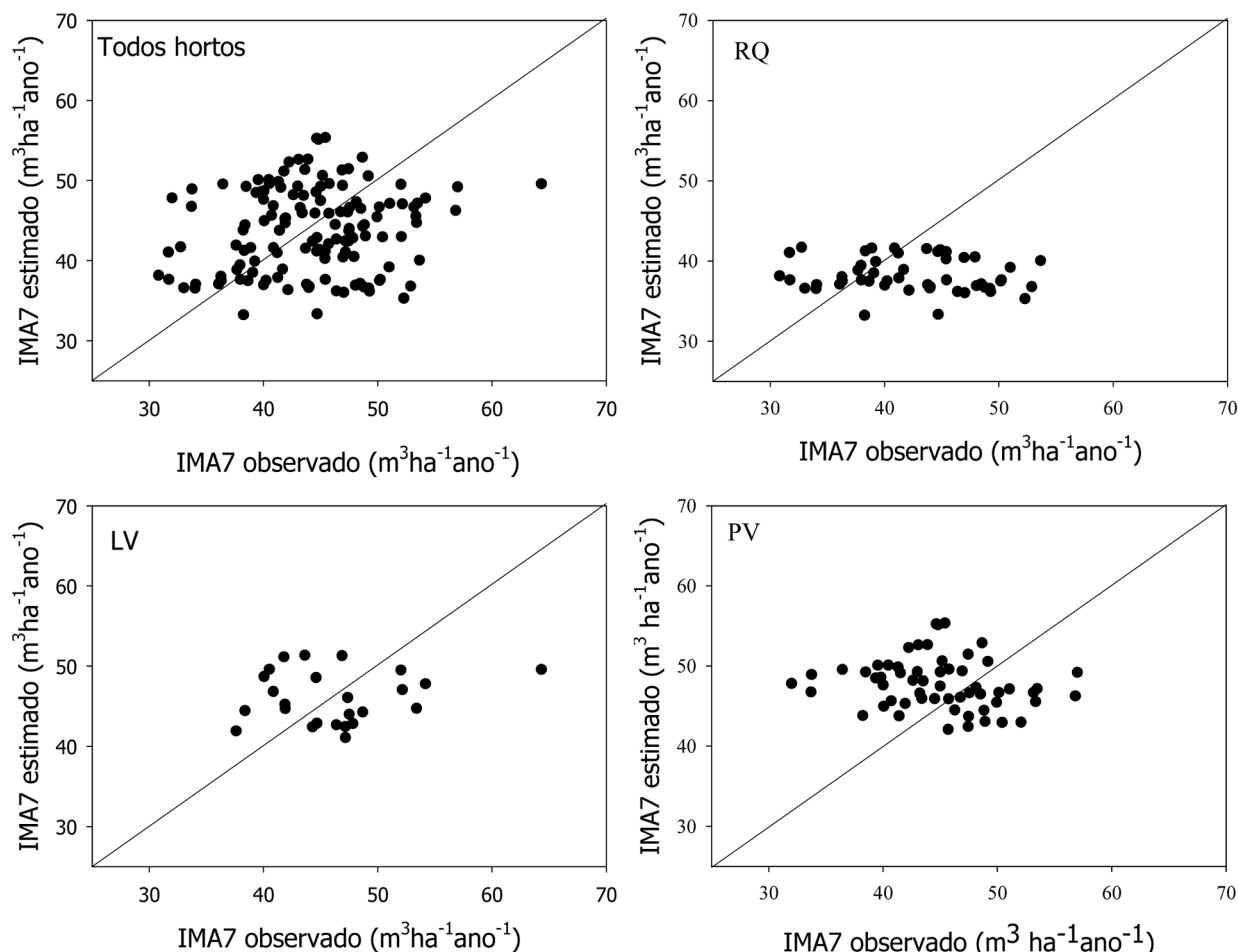 Todos hortos
IMA7 estimado (m³ha⁻¹ano⁻¹)
70
60
50
40
30
30 40 50 60 70
IMA7 observado (m³ha⁻¹ano⁻¹)
RQ
IMA7 estimado (m³ha⁻¹ano⁻¹)
70
60
50
40
30
30 40 50 60 70
IMA7 observado (m³ha⁻¹ano⁻¹)
LV
IMA7 estimado (m³ha⁻¹ano⁻¹)
70
60
50
40
30
30 40 50 60 70
IMA7 observado (m³ha⁻¹ano⁻¹)
PV
IMA7 estimado (m³ ha⁻¹ano⁻¹)
70
60
50
40
30
30 40 50 60 70
IMA7 observado (m³ ha⁻¹ano⁻¹)